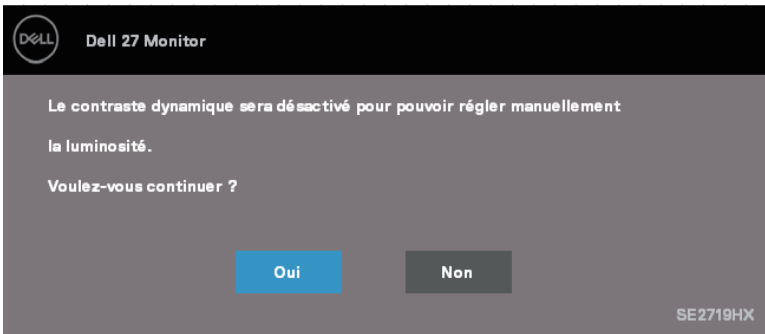 DELL
Dell 27 Monitor
Le contraste dynamique sera désactivé pour pouvoir régler manuellement
la luminosité.
Voulez-vous continuer ?
Oui Non
SE2719HX